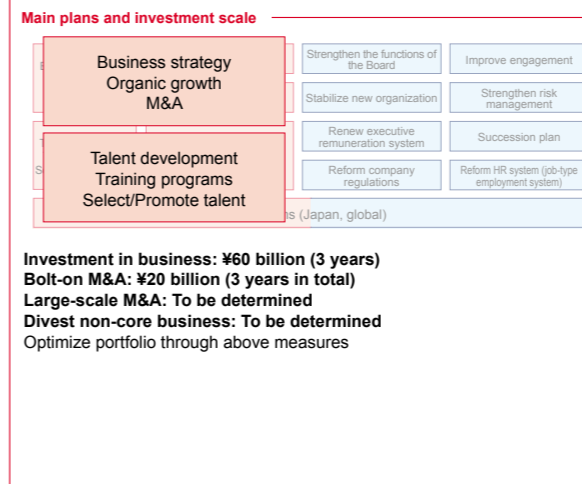 Main plans and investment scale
Business strategy
Organic growth
M&A
Strengthen the functions of
the Board
Improve engagement
Stabilize new organization
Strengthen risk
management
Talent development
Training programs
Select/Promote talent
Renew executive
remuneration system
Succession plan
Reform company
regulations
Reform HR system (job-type
employment system)
(Japan, global)
Investment in business: ¥60 billion (3 years)
Bolt-on M&A: ¥20 billion (3 years in total)
Large-scale M&A: To be determined
Divest non-core business: To be determined
Optimize portfolio through above measures